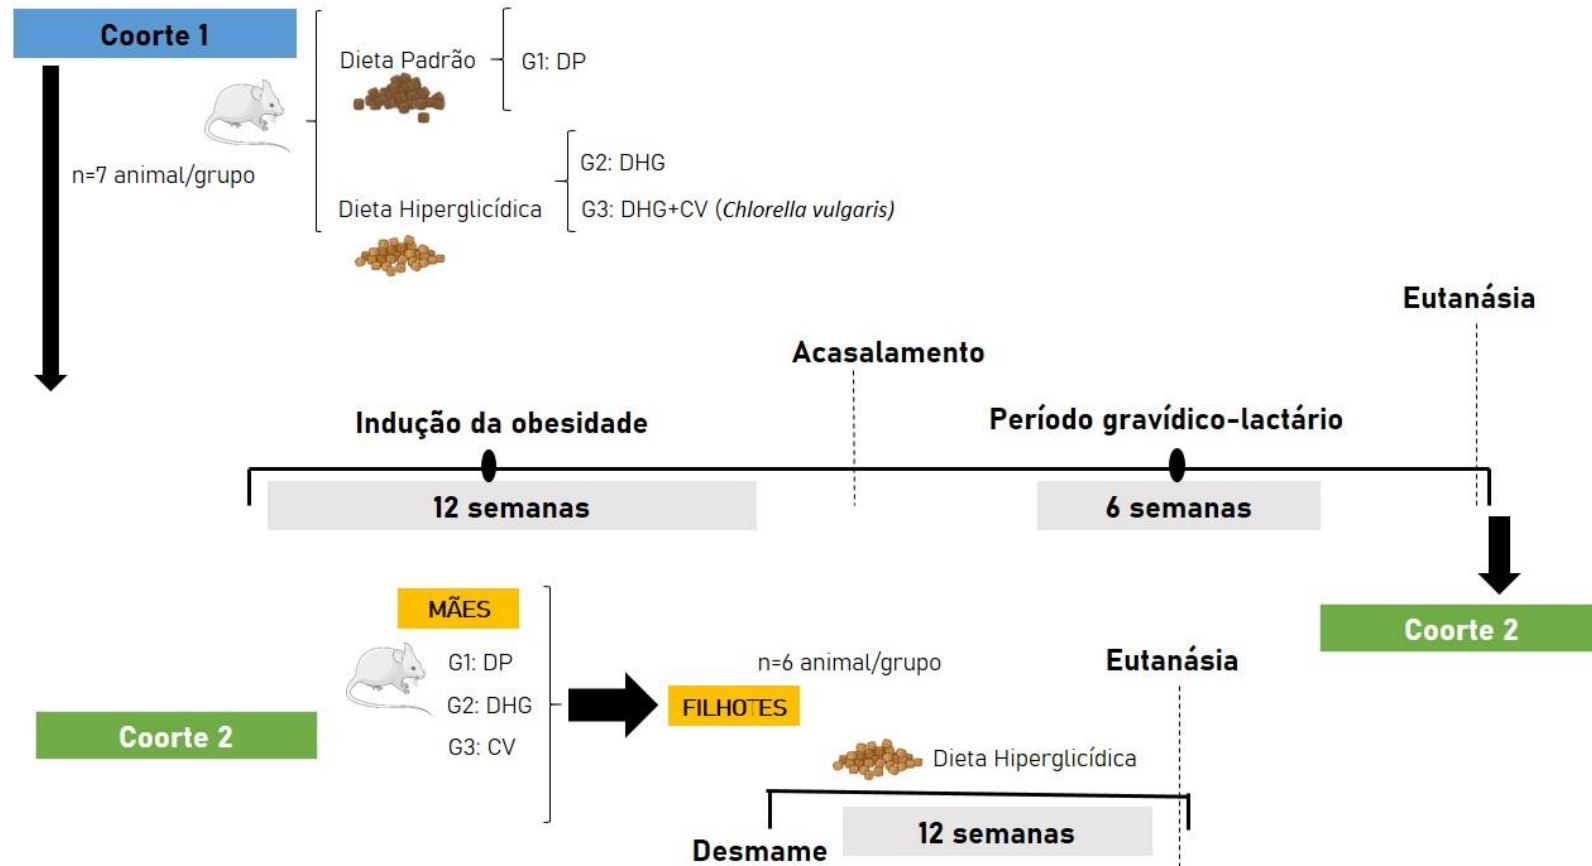 Coorte 1
Dieta Padrão
G1: DP
n=7 animal/grupo
G2: DHG
Dieta Hiperglicídica
G3: DHG+CV (Chlorella vulgaris)
Eutanásia
Acasalamento
Indução da obesidade
Período gravídico-lactário
12 semanas
6 semanas
MÃES
Coorte 2
G1: DP
n=6 animal/grupo
Eutanásia
G2: DHG
FILHOTES
Coorte 2
G3: CV
Dieta Hiperglicídica
12 semanas
Desmame